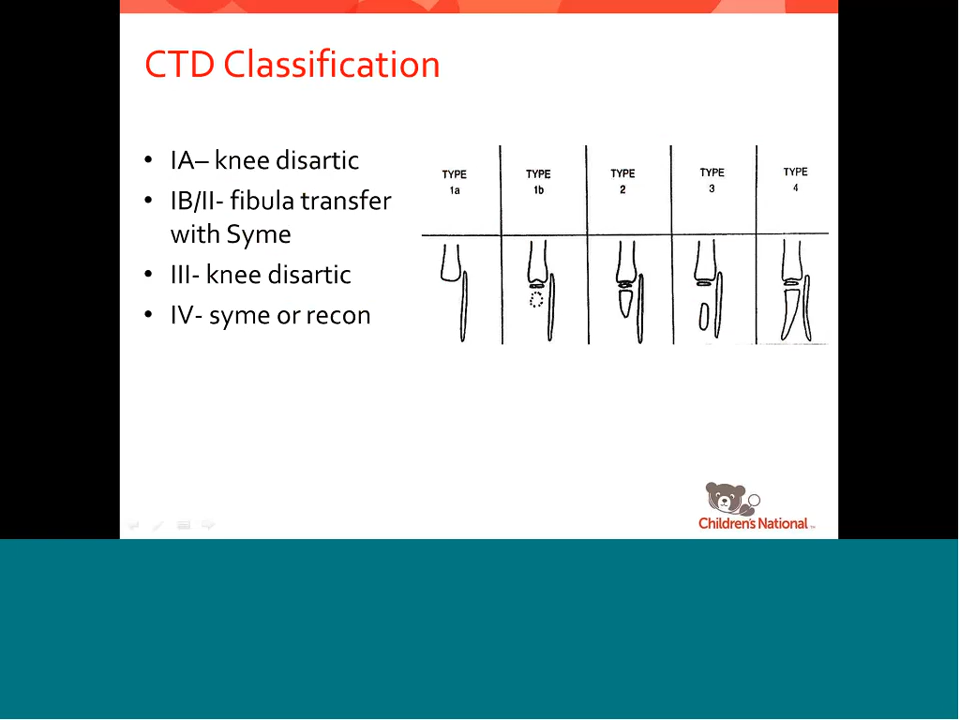 CTD Classification
• IA– knee disartic
• IB/II- fibula transfer
with Syme
• III- knee disartic
• IV- syme or recon
TYPE TYPE TYPE TYPE TYPE
1a 1b 2 3 4
Children's National™